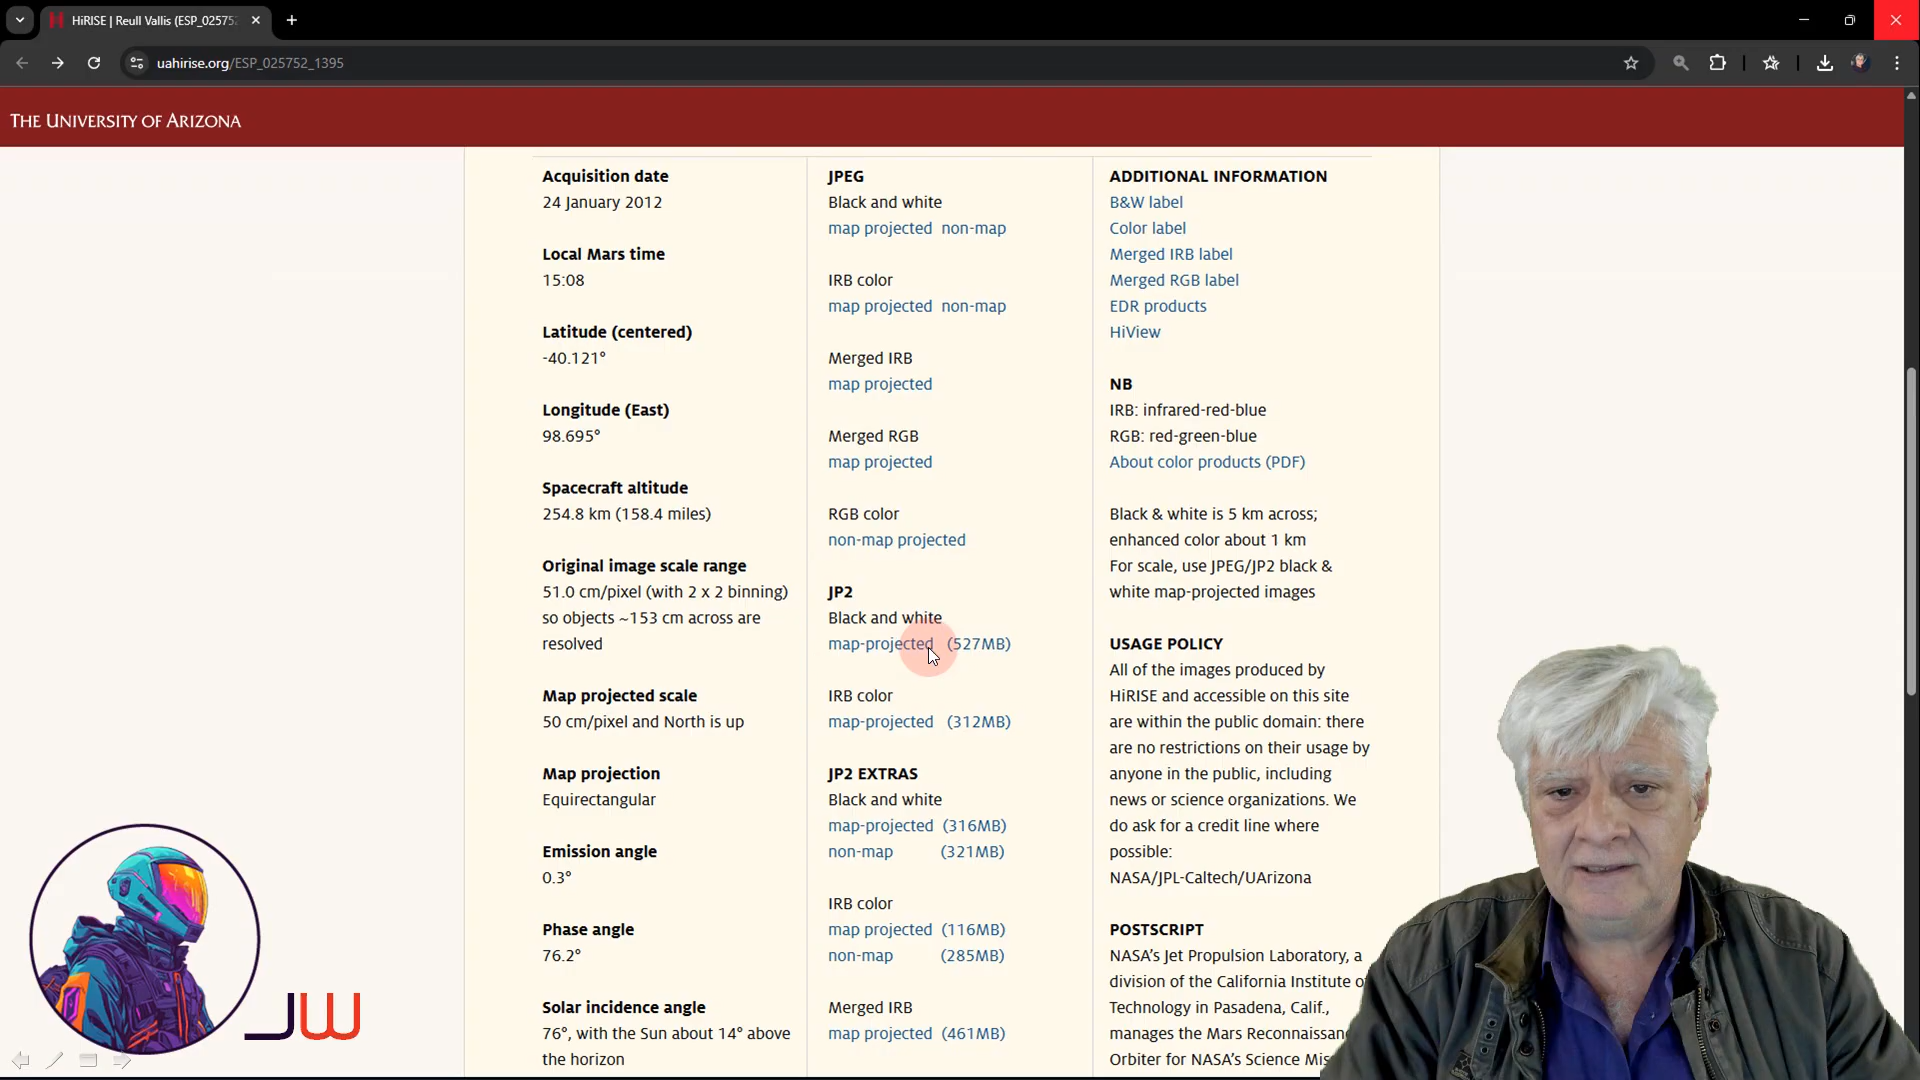 HiRISE | Reull Vallis (ESP_02575
uahirise.org/ESP_025752_1395
THE UNIVERSITY OF ARIZONA
Acquisition date
24 January 2012
Local Mars time
15:08
Latitude (centered)
-40.121°
Longitude (East)
98.695°
Spacecraft altitude
254.8 km (158.4 miles)
Original image scale range
51.0 cm/pixel (with 2 x 2 binning)
so objects ~153 cm across are
resolved
Map projected scale
50 cm/pixel and North is up
Map projection
Equirectangular
Emission angle
0.3°
Phase angle
76.2°
Solar incidence angle
76°, with the Sun about 14° above
the horizon
JPEG
Black and white
map projected non-map
IRB color
map projected non-map
Merged IRB
map projected
Merged RGB
map projected
RGB color
non-map projected
JP2
Black and white
map-projected (527MB)
IRB color
map-projected (312MB)
JP2 EXTRAS
Black and white
map-projected (316MB)
non-map (321MB)
IRB color
map projected (116MB)
non-map (285MB)
Merged IRB
map projected (461MB)
ADDITIONAL INFORMATION
B&W label
Color label
Merged IRB label
Merged RGB label
EDR products
HiView
NB
IRB: infrared-red-blue
RGB: red-green-blue
About color products (PDF)
Black & white is 5 km across;
enhanced color about 1 km
For scale, use JPEG/JP2 black &
white map-projected images
USAGE POLICY
All of the images produced by
HiRISE and accessible on this site
are within the public domain: there
are no restrictions on their usage by
anyone in the public, including
news or science organizations. We
do ask for a credit line where
possible:
NASA/JPL-Caltech/UArizona
POSTSCRIPT
NASA's Jet Propulsion Laboratory, a
division of the California Institute of
Technology in Pasadena, Calif.,
manages the Mars Reconnaissan
Orbiter for NASA's Science Mis
JW